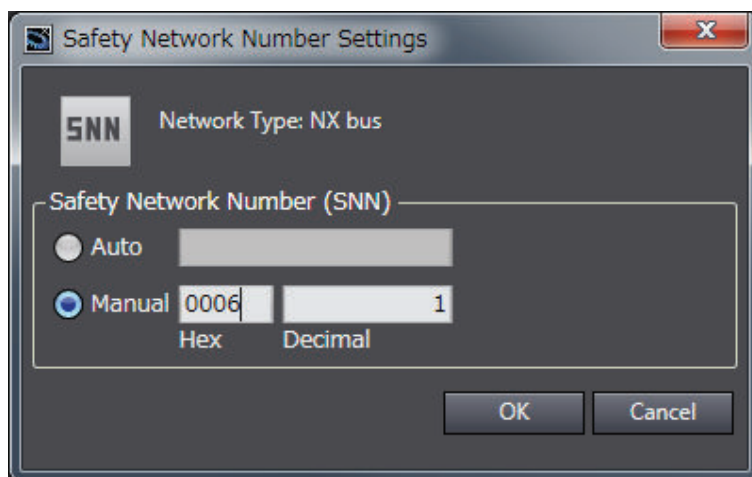 Safety Network Number Settings
SNN
Network Type: NX bus
Safety Network Number (SNN)
Auto
Manual 0006 1
Hex Decimal
OK Cancel